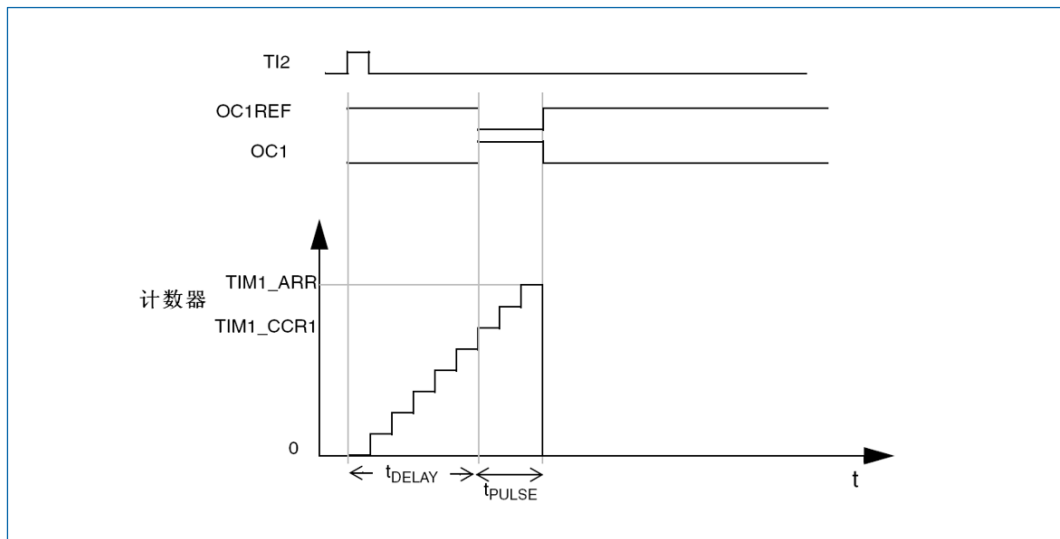 TI2
OC1REF
OC1
TIM1_ARR
计数器
TIM1_CCR1
0
tDELAY
tPULSE
t